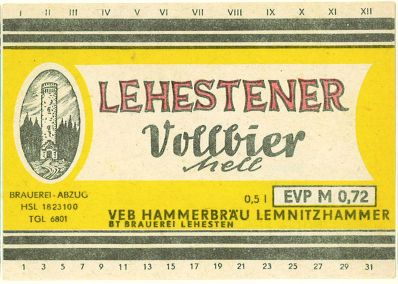 I II III IV V VI VII VIII IX X XI XII
LEHESTENER
Vollbier
Hell
BRAUEREI-ABZUG
HSL 1823100
TGL 6801
0,5 l EVP M 0,72
VEB HAMMERBRÄU LEMNITZHAMMER
BT BRAUEREI LEHESTEN
1 3 5 7 9 11 13 15 17 19 21 23 25 27 29 31